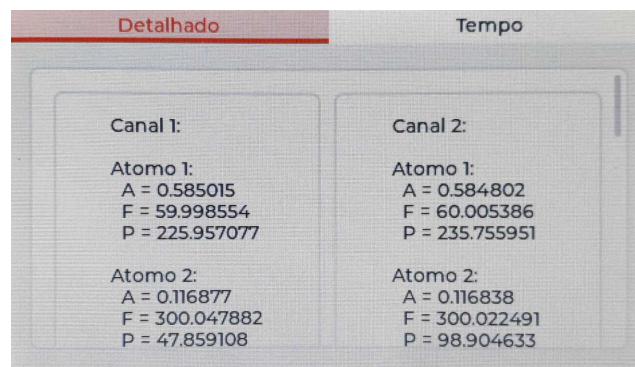 Detalhado
Tempo
Canal 1:
Atomo 1:
A = 0.585015
F = 59.998554
P = 225.957077
Atomo 2:
A = 0.116877
F = 300.047882
P = 47.859108
Canal 2:
Atomo 1:
A = 0.584802
F = 60.005386
P = 235.755951
Atomo 2:
A = 0.116838
F = 300.022491
P = 98.904633